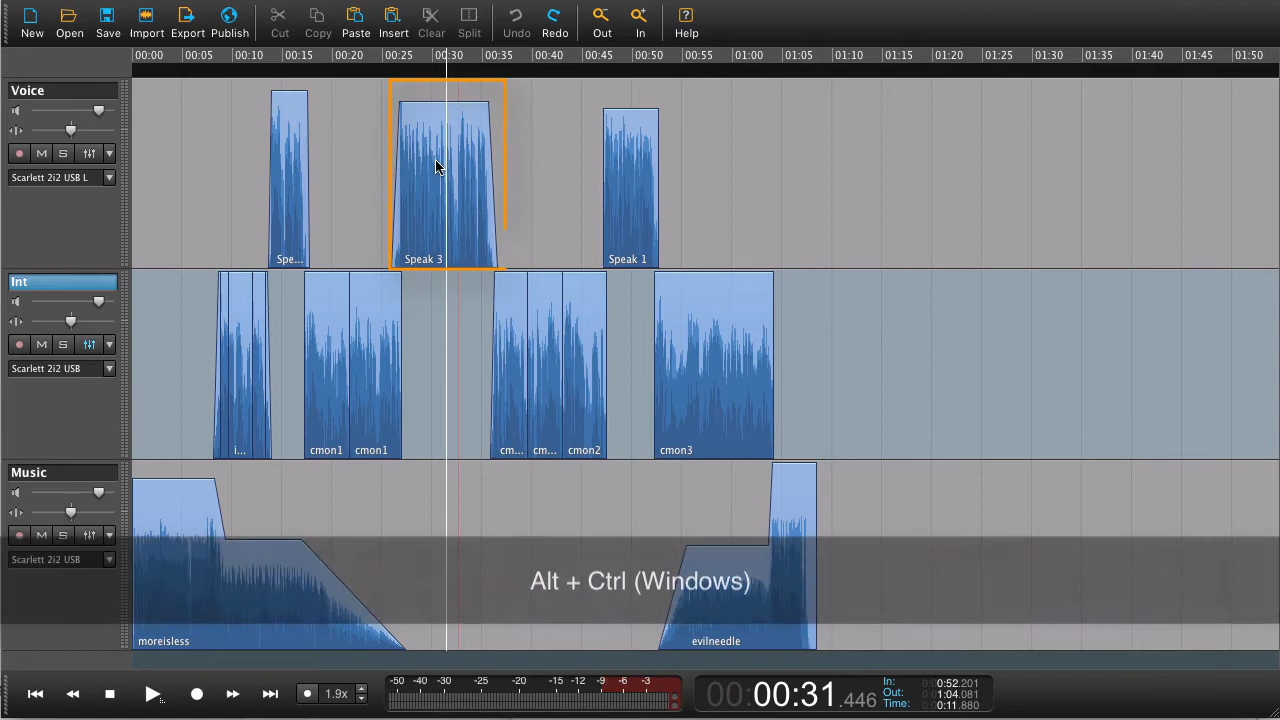 New Open Save Import Export Publish Cut Copy Paste Insert Clear Split Undo Redo Out In Help
00:00 00:05 00:10 00:15 00:20 00:25 00:30 00:35 00:40 00:45 00:50 00:55 01:00 01:05 01:10 01:15 01:20 01:25 01:30 01:35 01:40 01:45 01:50
Voice
M S
Scarlett 2i2 USB L
Spe... Speak 3 Speak 1
Int
M S
Scarlett 2i2 USB
i... cmon1 cmon1 cm... cm... cmon2 cmon3
Music
M S
Scarlett 2i2 USB
Alt + Ctrl (Windows)
moreisless evilneedle
1.9x
-50 -40 -30 -20 -15 -12 -9 -6 -3
00:00:31.446
In: 0:0:52.201
Out: 0:1:04.081
Time: 0:0:11.880